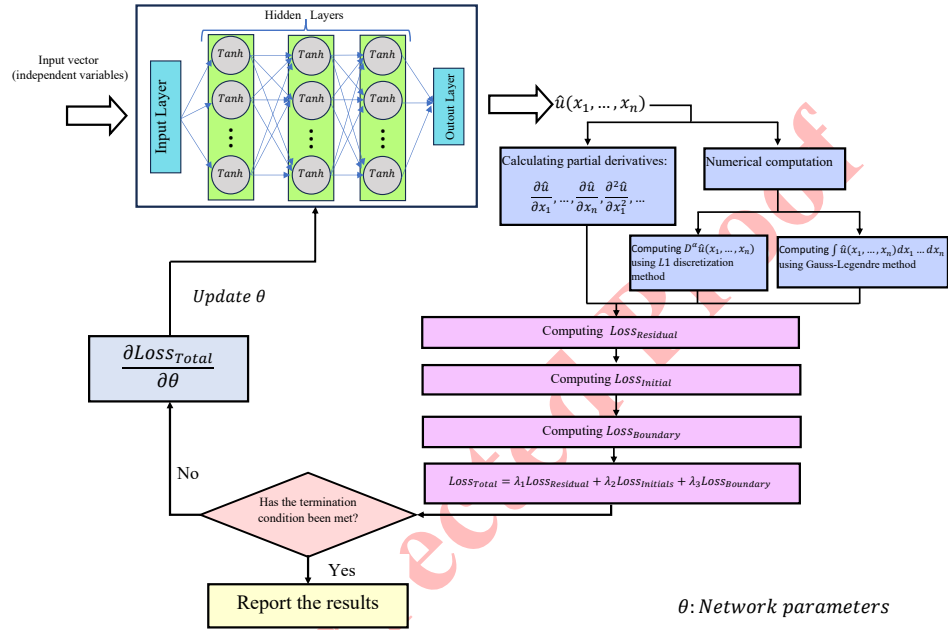 Hidden Layers
Input vector
(independent variables)
Input Layer
Tanh
Tanh
Tanh
Tanh
Tanh
Tanh
Tanh
Tanh
Tanh
Outout Layer
û(x₁, …, xₙ)
Calculating partial derivatives:
∂û/∂x₁, …, ∂û/∂xₙ, ∂²û/∂x₁², …
Numerical computation
Computing Dᵅû(x₁, …, xₙ)
using L1 discretization
method
Computing ∫ û(x₁, …, xₙ)dx₁ … dxₙ
using Gauss-Legendre method
Computing Loss_Residual
Computing Loss_Initial
Computing Loss_Boundary
Loss_Total = λ₁Loss_Residual + λ₂Loss_Initials + λ₃Loss_Boundary
Update θ
∂Loss_Total/∂θ
No
Has the termination
condition been met?
Yes
Report the results
θ: Network parameters
ected Proof